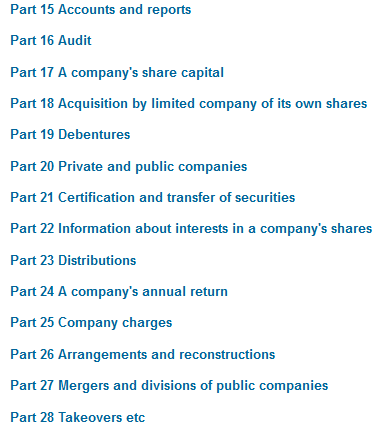 Part 15 Accounts and reports
Part 16 Audit
Part 17 A company's share capital
Part 18 Acquisition by limited company of its own shares
Part 19 Debentures
Part 20 Private and public companies
Part 21 Certification and transfer of securities
Part 22 Information about interests in a company's shares
Part 23 Distributions
Part 24 A company's annual return
Part 25 Company charges
Part 26 Arrangements and reconstructions
Part 27 Mergers and divisions of public companies
Part 28 Takeovers etc